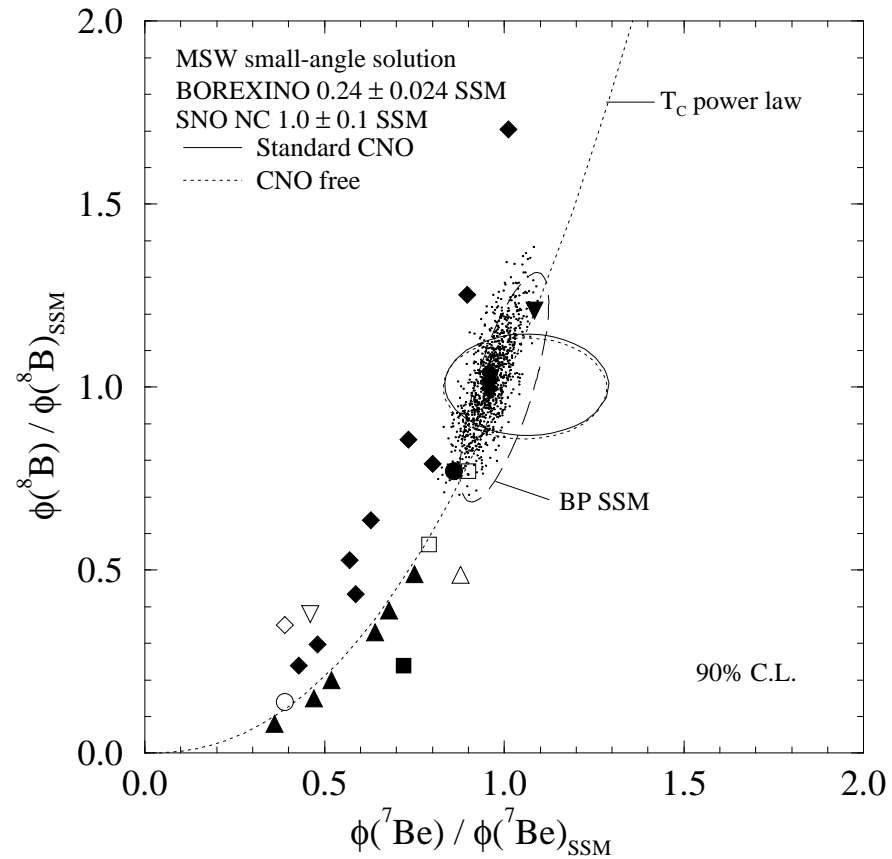 2.0
MSW small-angle solution
BOREXINO 0.24 ± 0.024 SSM
SNO NC 1.0 ± 0.1 SSM
Standard CNO
CNO free
T_C power law
1.5
φ(⁸B) / φ(⁸B)_SSM
1.0
BP SSM
0.5
90% C.L.
0.0
0.0 0.5 1.0 1.5 2.0
φ(⁷Be) / φ(⁷Be)_SSM